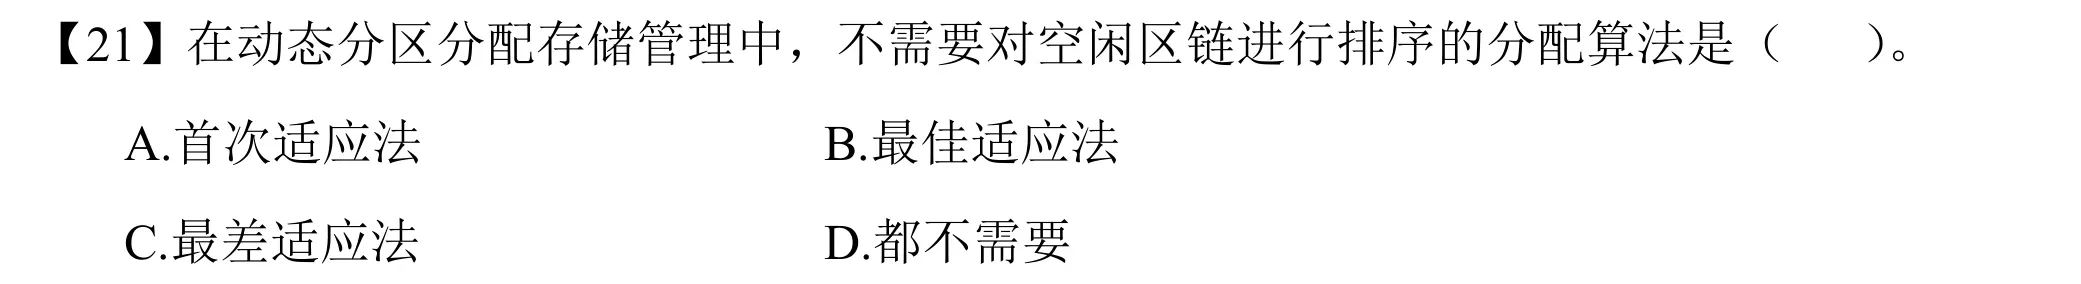 【21】在动态分区分配存储管理中，不需要对空闲区链进行排序的分配算法是（　　）。
A.首次适应法　　B.最佳适应法
C.最差适应法　　D.都不需要